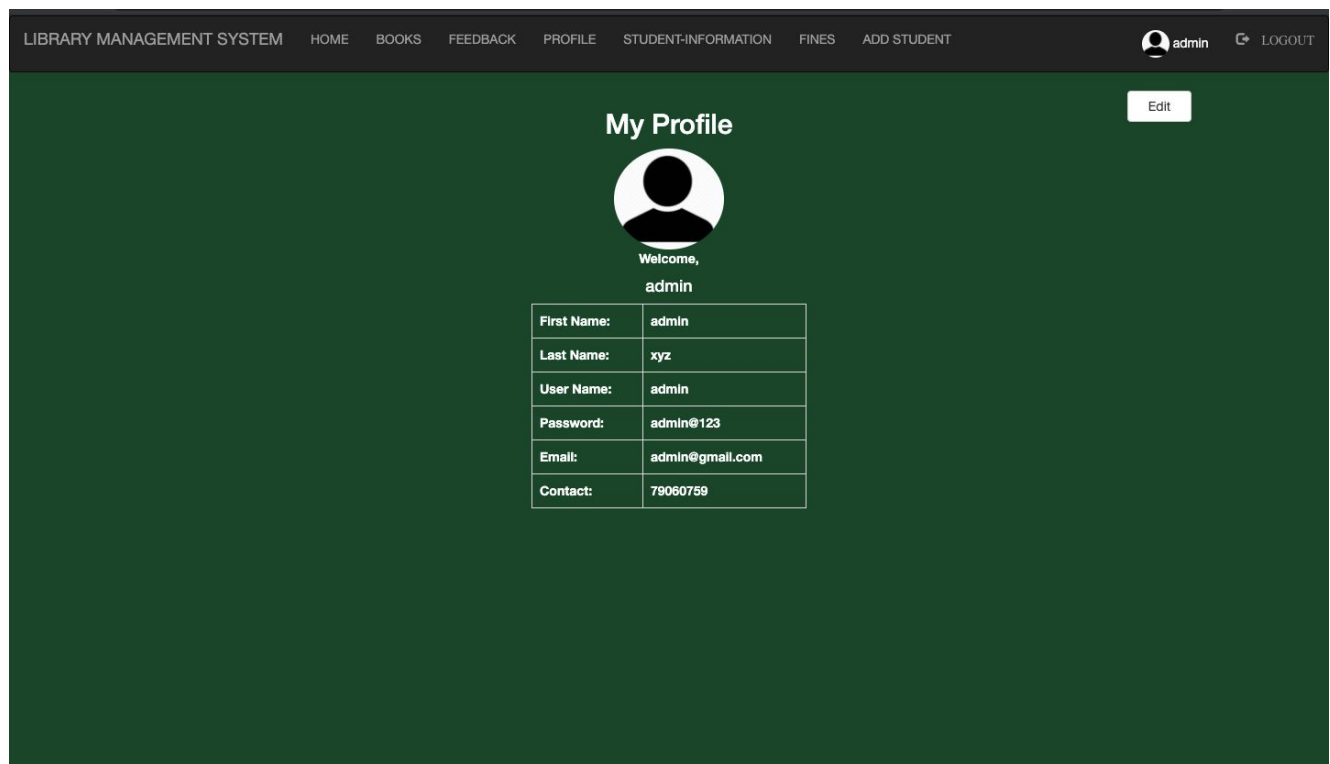 LIBRARY MANAGEMENT SYSTEM HOME BOOKS FEEDBACK PROFILE STUDENT-INFORMATION FINES ADD STUDENT admin LOGOUT
Edit
My Profile
Welcome,
admin
First Name: admin
Last Name: xyz
User Name: admin
Password: admin@123
Email: admin@gmail.com
Contact: 79060759